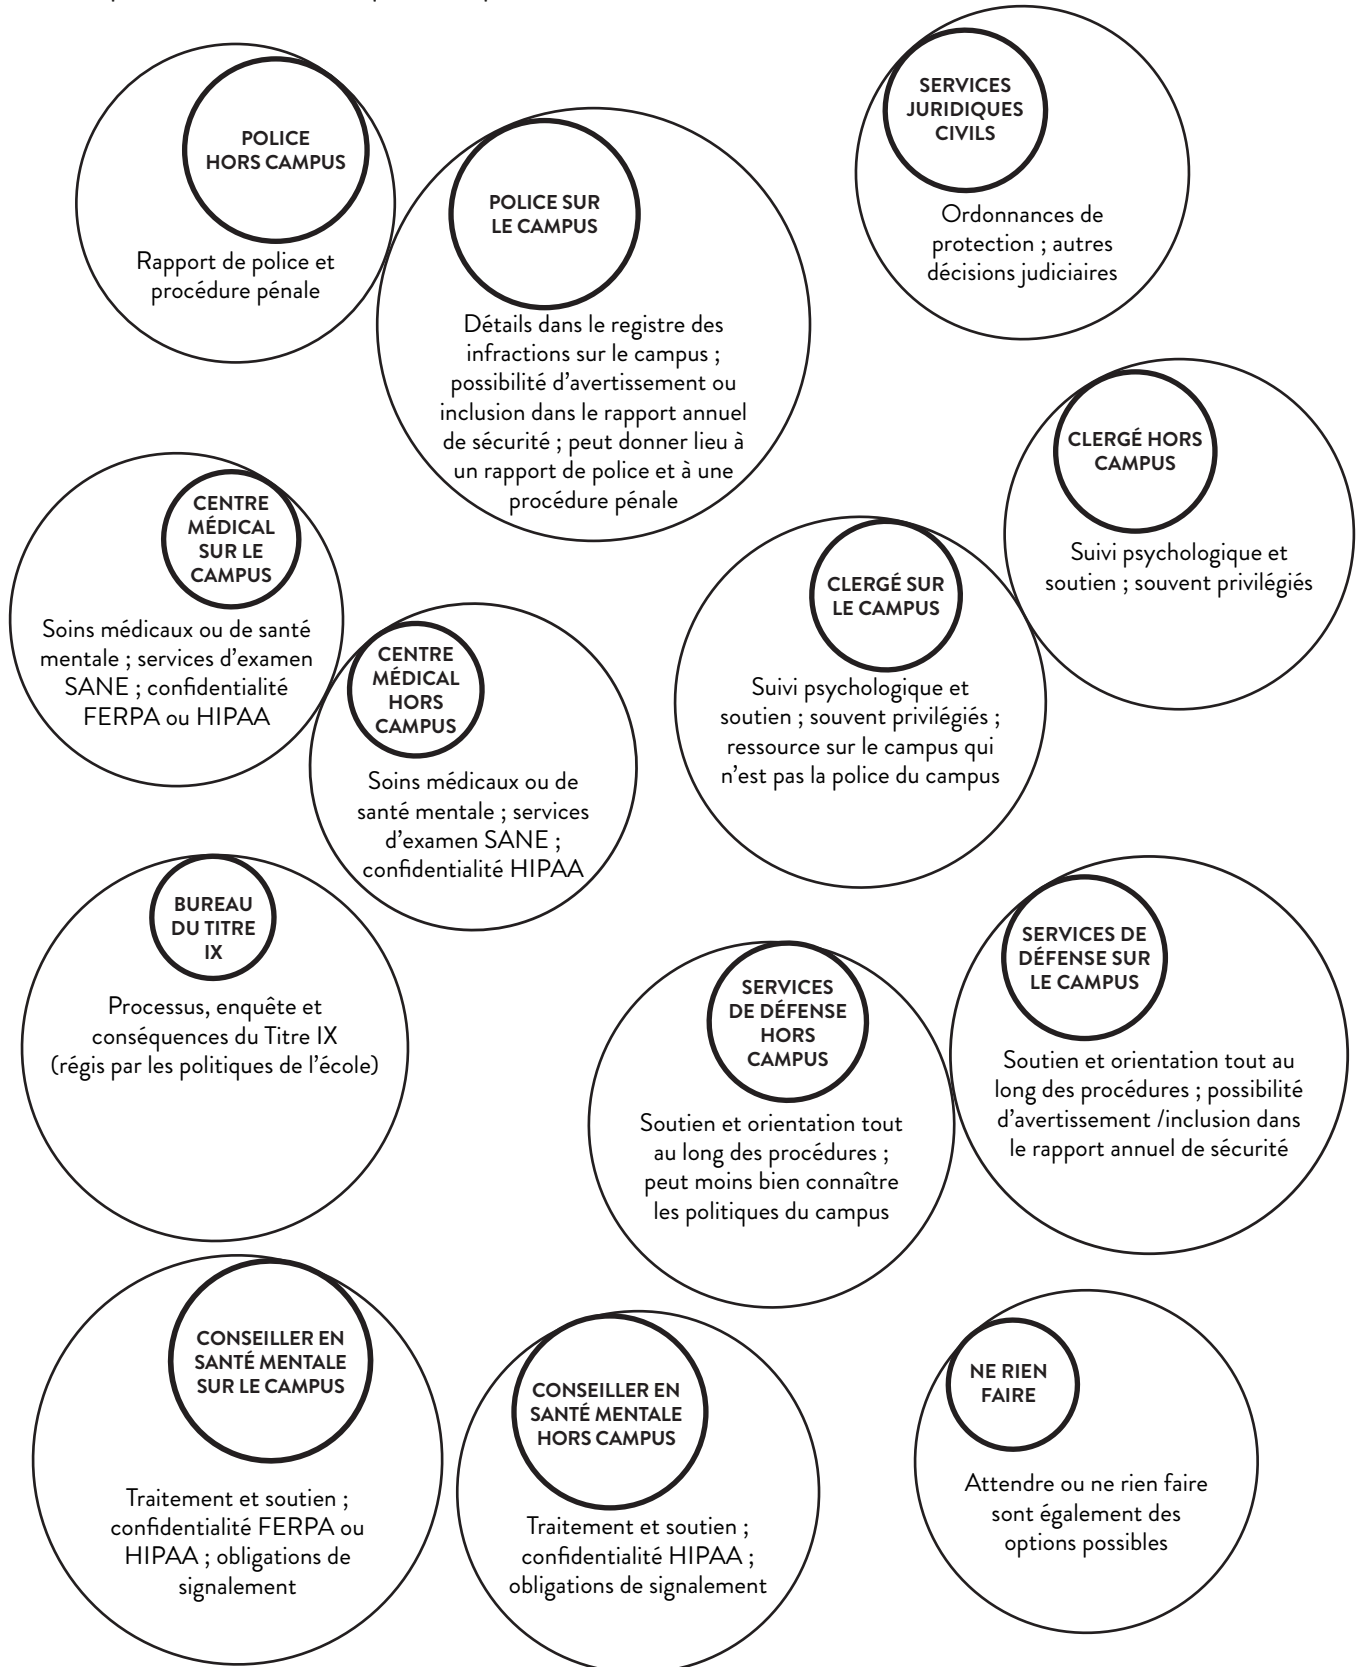 POLICE
HORS CAMPUS
Rapport de police et
procédure pénale
POLICE SUR
LE CAMPUS
Détails dans le registre des
infractions sur le campus ;
possibilité d'avertissement ou
inclusion dans le rapport annuel
de sécurité ; peut donner lieu à
un rapport de police et à une
procédure pénale
SERVICES
JURIDIQUES
CIVILS
Ordonnances de
protection ; autres
décisions judiciaires
CLERGÉ HORS
CAMPUS
Suivi psychologique et
soutien ; souvent privilégiés
CENTRE
MÉDICAL
SUR LE
CAMPUS
Soins médicaux ou de santé
mentale ; services d'examen
SANE ; confidentialité
FERPA ou HIPAA
CENTRE
MÉDICAL
HORS
CAMPUS
Soins médicaux ou de
santé mentale ; services
d'examen SANE ;
confidentialité HIPAA
CLERGÉ SUR
LE CAMPUS
Suivi psychologique et
soutien ; souvent privilégiés ;
ressource sur le campus qui
n'est pas la police du campus
BUREAU
DU TITRE
IX
Processus, enquête et
conséquences du Titre IX
(régis par les politiques de l'école)
SERVICES
DE DÉFENSE
HORS
CAMPUS
Soutien et orientation tout
au long des procédures ;
peut moins bien connaître
les politiques du campus
SERVICES DE
DÉFENSE SUR
LE CAMPUS
Soutien et orientation tout au
long des procédures ; possibilité
d'avertissement /inclusion dans
le rapport annuel de sécurité
CONSEILLER EN
SANTÉ MENTALE
SUR LE CAMPUS
Traitement et soutien ;
confidentialité FERPA ou
HIPAA ; obligations de
signalement
CONSEILLER EN
SANTÉ MENTALE
HORS CAMPUS
Traitement et soutien ;
confidentialité HIPAA ;
obligations de signalement
NE RIEN
FAIRE
Attendre ou ne rien faire
sont également des
options possibles